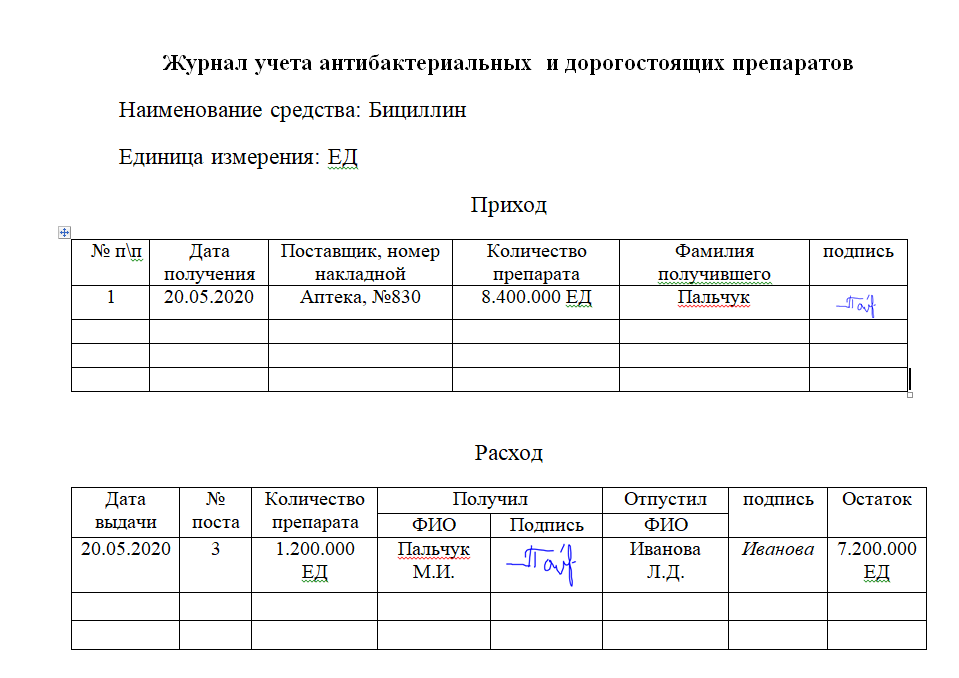 Журнал учета антибактериальных и дорогостоящих препаратов
Наименование средства: Бициллин
Единица измерения: ЕД
Приход
№ п\п Дата получения Поставщик, номер накладной Количество препарата Фамилия получившего подпись
1 20.05.2020 Аптека, №830 8.400.000 ЕД Пальчук
Расход
Дата выдачи № поста Количество препарата Получил Отпустил подпись Остаток
ФИО Подпись ФИО
20.05.2020 3 1.200.000 ЕД Пальчук М.И. Иванова Л.Д. Иванова 7.200.000 ЕД